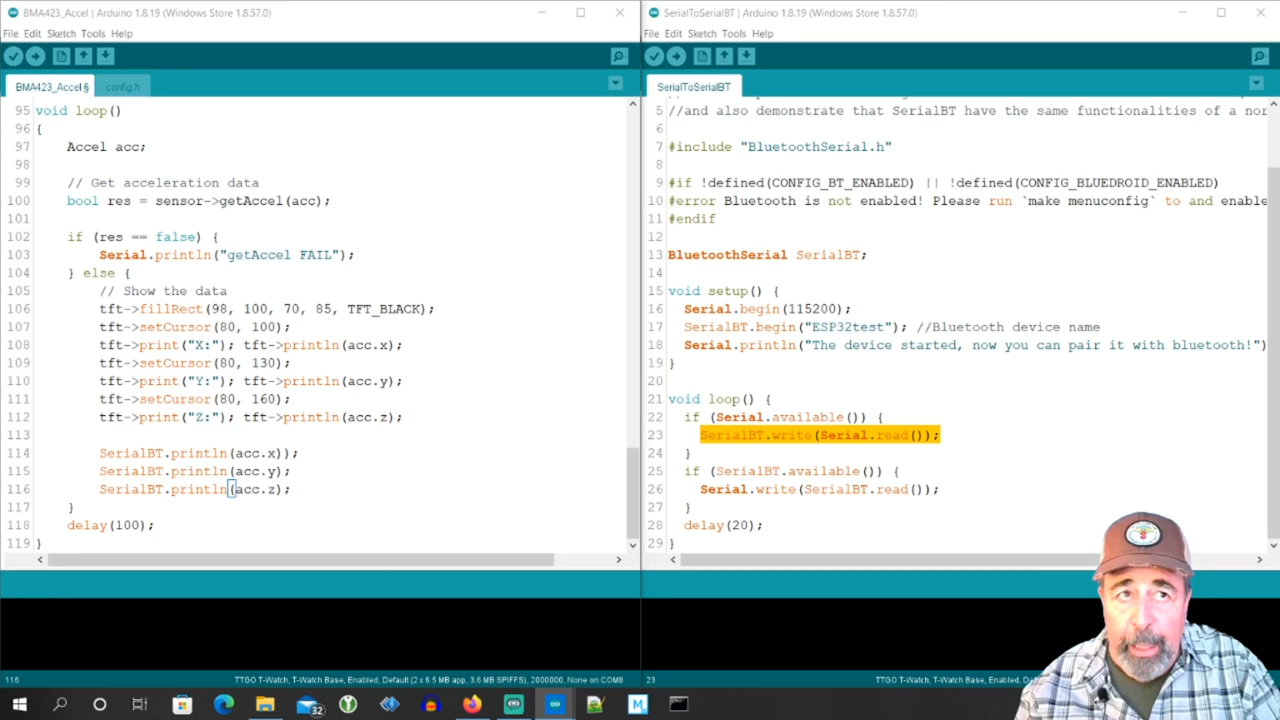 BMA423_Accel | Arduino 1.8.19 (Windows Store 1.8.57.0)
File Edit Sketch Tools Help
BMA423_Accel § config.h
95 void loop()
96 {
97 Accel acc;
98
99 // Get acceleration data
100 bool res = sensor->getAccel(acc);
101
102 if (res == false) {
103 Serial.println("getAccel FAIL");
104 } else {
105 // Show the data
106 tft->fillRect(98, 100, 70, 85, TFT_BLACK);
107 tft->setCursor(80, 100);
108 tft->print("X:"); tft->println(acc.x);
109 tft->setCursor(80, 130);
110 tft->print("Y:"); tft->println(acc.y);
111 tft->setCursor(80, 160);
112 tft->print("Z:"); tft->println(acc.z);
113
114 SerialBT.println(acc.x));
115 SerialBT.println(acc.y);
116 SerialBT.println(acc.z);
117 }
118 delay(100);
119 }
116 TTGO T-Watch, T-Watch Base, Enabled, Default (2 x 6.5 MB app, 3.6 MB SPIFFS), 2000000, None on COM8
SerialToSerialBT | Arduino 1.8.19 (Windows Store 1.8.57.0)
File Edit Sketch Tools Help
SerialToSerialBT
5 //and also demonstrate that SerialBT have the same functionalities of a nor
6
7 #include "BluetoothSerial.h"
8
9 #if !defined(CONFIG_BT_ENABLED) || !defined(CONFIG_BLUEDROID_ENABLED)
10 #error Bluetooth is not enabled! Please run `make menuconfig` to and enable
11 #endif
12
13 BluetoothSerial SerialBT;
14
15 void setup() {
16 Serial.begin(115200);
17 SerialBT.begin("ESP32test"); //Bluetooth device name
18 Serial.println("The device started, now you can pair it with bluetooth!")
19 }
20
21 void loop() {
22 if (Serial.available()) {
23 SerialBT.write(Serial.read());
24 }
25 if (SerialBT.available()) {
26 Serial.write(SerialBT.read());
27 }
28 delay(20);
29 }
23 TTGO T-Watch, T-Watch Base, Enabled, De
32